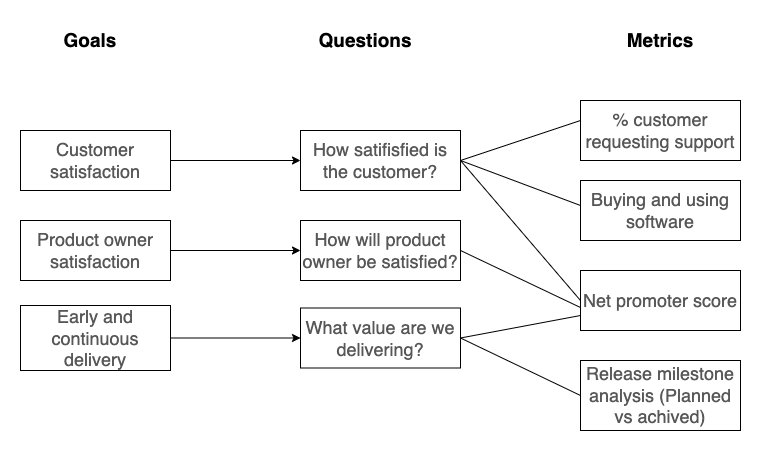 Goals
Questions
Metrics
Customer
satisfaction
How satifisfied is
the customer?
% customer
requesting support
Buying and using
software
Product owner
satisfaction
How will product
owner be satisfied?
Net promoter score
Early and
continuous
delivery
What value are we
delivering?
Release milestone
analysis (Planned
vs achived)